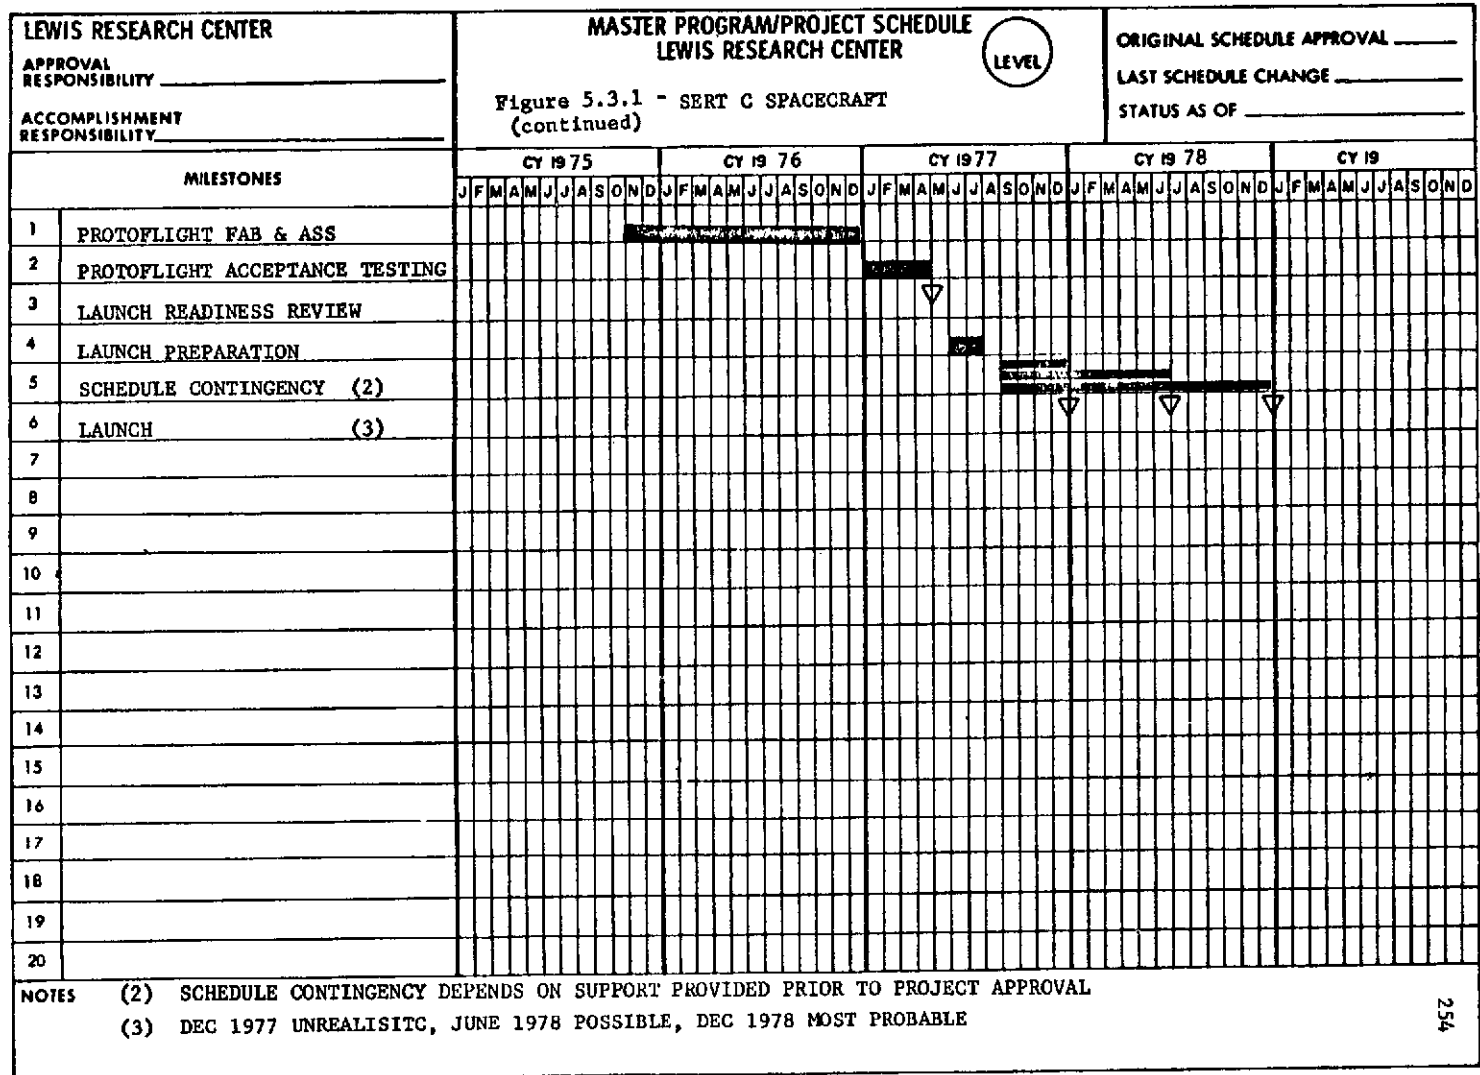 LEWIS RESEARCH CENTER
APPROVAL
RESPONSIBILITY
ACCOMPLISHMENT
RESPONSIBILITY
MASTER PROGRAM/PROJECT SCHEDULE
LEWIS RESEARCH CENTER
LEVEL
Figure 5.3.1 - SERT C SPACECRAFT
(continued)
ORIGINAL SCHEDULE APPROVAL
LAST SCHEDULE CHANGE
STATUS AS OF
MILESTONES
CY 1975 CY 1976 CY 1977 CY 1978 CY 19
J F M A M J J A S O N D J F M A M J J A S O N D J F M A M J J A S O N D J F M A M J J A S O N D J F M A M J J A S O N D
1 PROTOFLIGHT FAB & ASS
2 PROTOFLIGHT ACCEPTANCE TESTING
3 LAUNCH READINESS REVIEW
4 LAUNCH PREPARATION
5 SCHEDULE CONTINGENCY (2)
6 LAUNCH (3)
7
8
9
10
11
12
13
14
15
16
17
18
19
20
NOTES (2) SCHEDULE CONTINGENCY DEPENDS ON SUPPORT PROVIDED PRIOR TO PROJECT APPROVAL
(3) DEC 1977 UNREALISITC, JUNE 1978 POSSIBLE, DEC 1978 MOST PROBABLE
254